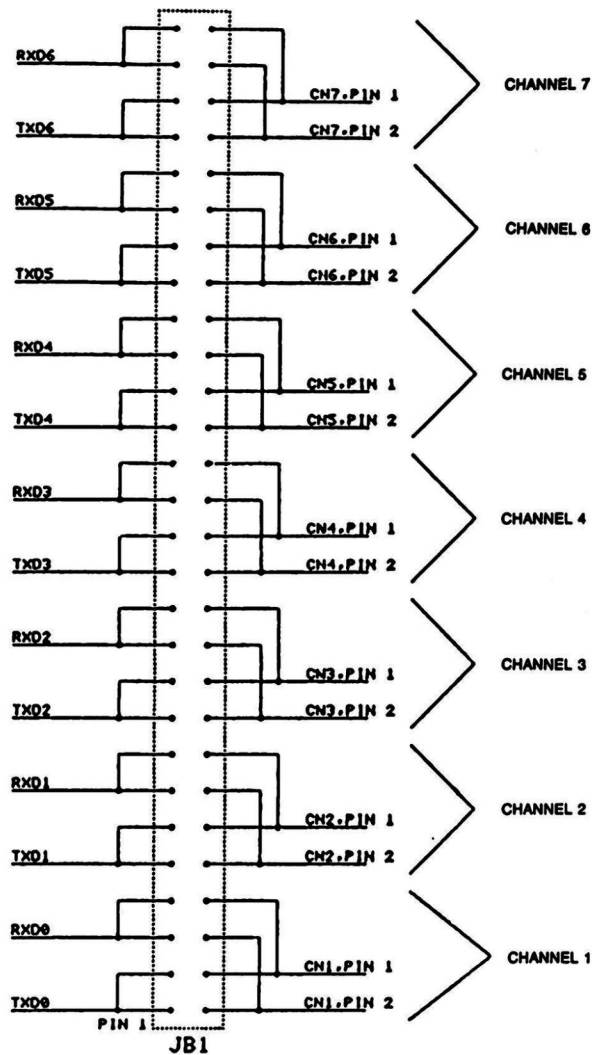 RXD6
CN7.PIN 1
CHANNEL 7
TXD6
CN7.PIN 2
RXD5
CN6.PIN 1
CHANNEL 6
TXD5
CN6.PIN 2
RXD4
CN5.PIN 1
CHANNEL 5
TXD4
CN5.PIN 2
RXD3
CN4.PIN 1
CHANNEL 4
TXD3
CN4.PIN 2
RXD2
CN3.PIN 1
CHANNEL 3
TXD2
CN3.PIN 2
RXD1
CN2.PIN 1
CHANNEL 2
TXD1
CN2.PIN 2
RXD0
CN1.PIN 1
CHANNEL 1
TXD0
CN1.PIN 2
PIN 1
JB1